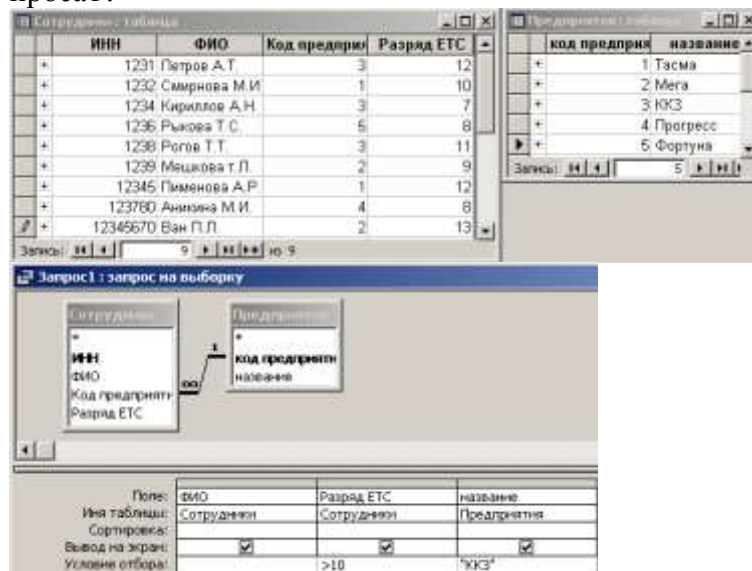 проса1.
Сотрудники : таблица
ИНН ФИО Код предприя Разряд ЕТС
1231 Петров А.Т. 3 12
1232 Смирнова М.И 1 10
1234 Кириллов А.Н. 3 7
1236 Рыкова Т.С. 5 8
1238 Рогов Т.Т. 3 11
1239 Мешкова т.Л. 2 9
12345 Пименова А.Р 1 12
123780 Аникина М.И. 4 8
12345670 Ван П.Л. 2 13
Запись: 9 из 9
Предприятия : таблица
код предприя название
1 Тасма
2 Мега
3 ККЗ
4 Прогресс
5 Фортуна
Запись: 5
Запрос1 : запрос на выборку
Сотрудники
*
ИНН
ФИО
Код предприяти
Разряд ЕТС
∞ 1
Предприятия
*
код предприяти
название
Поле: ФИО Разряд ЕТС название
Имя таблицы: Сотрудники Сотрудники Предприятия
Сортировка:
Вывод на экран:
Условие отбора: >10 "ККЗ"